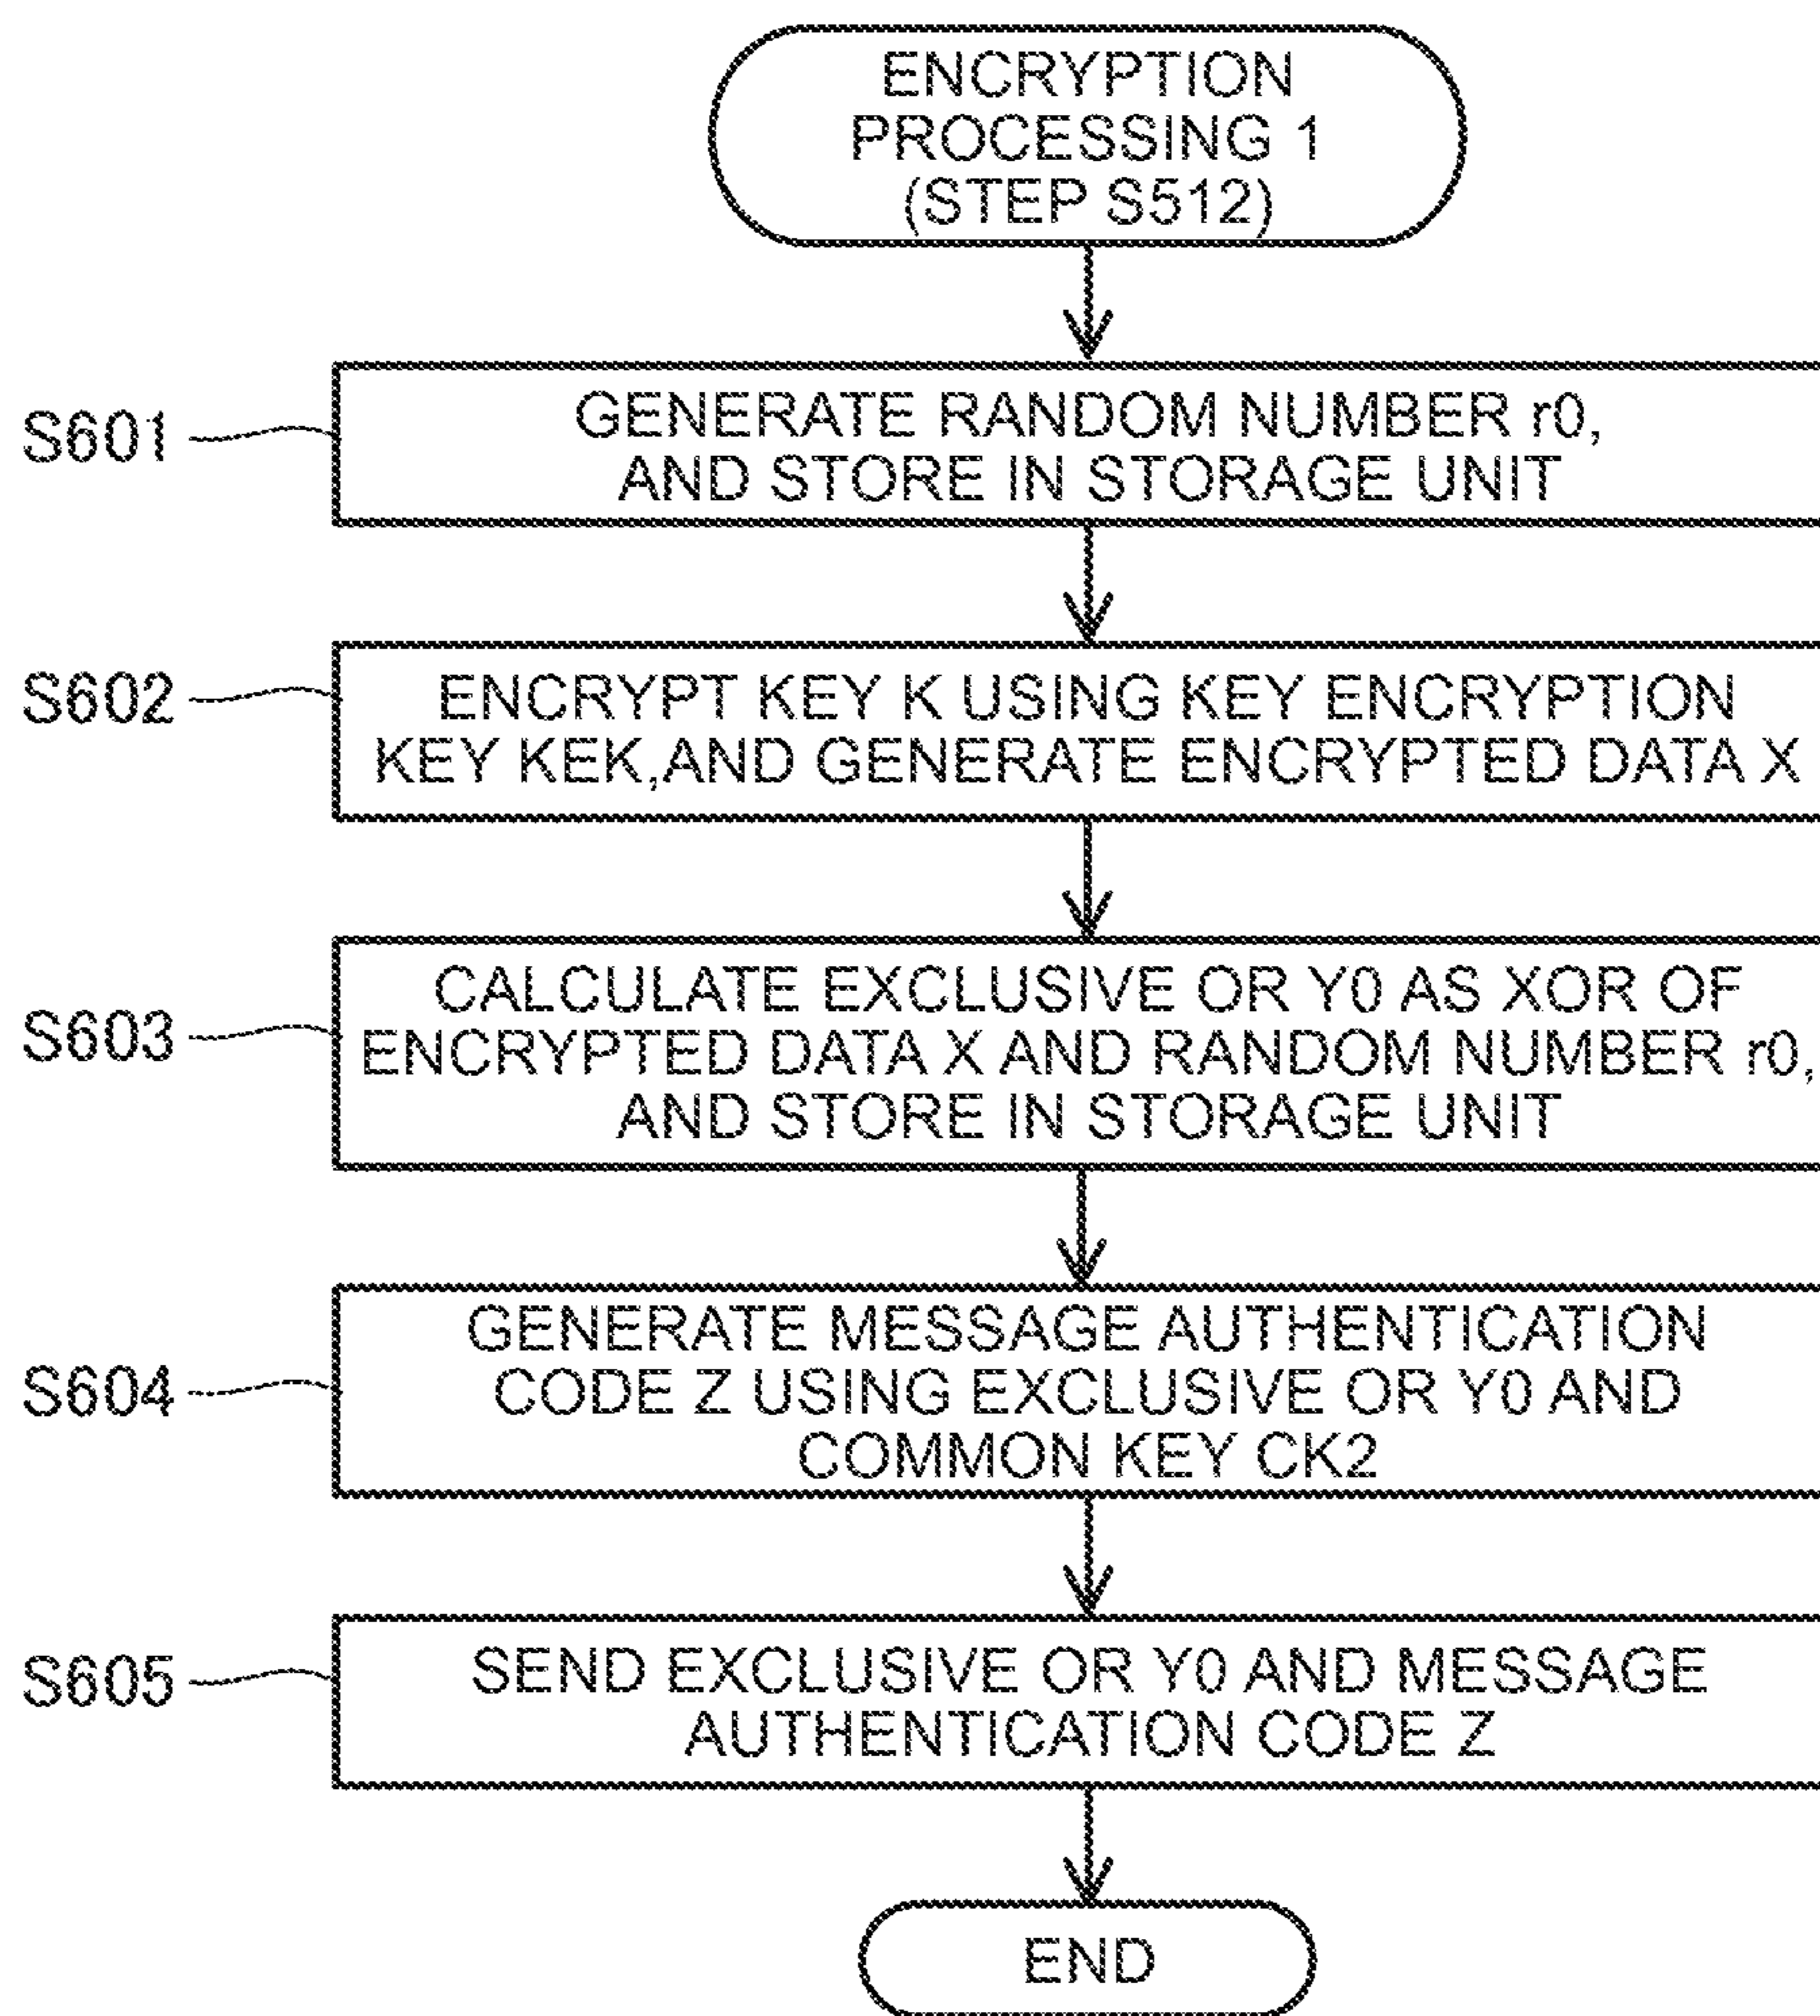 ENCRYPTION
PROCESSING 1
(STEP S512)
S601
GENERATE RANDOM NUMBER r0,
AND STORE IN STORAGE UNIT
S602
ENCRYPT KEY K USING KEY ENCRYPTION
KEY KEK,AND GENERATE ENCRYPTED DATA X
S603
CALCULATE EXCLUSIVE OR Y0 AS XOR OF
ENCRYPTED DATA X AND RANDOM NUMBER r0,
AND STORE IN STORAGE UNIT
S604
GENERATE MESSAGE AUTHENTICATION
CODE Z USING EXCLUSIVE OR Y0 AND
COMMON KEY CK2
S605
SEND EXCLUSIVE OR Y0 AND MESSAGE
AUTHENTICATION CODE Z
END